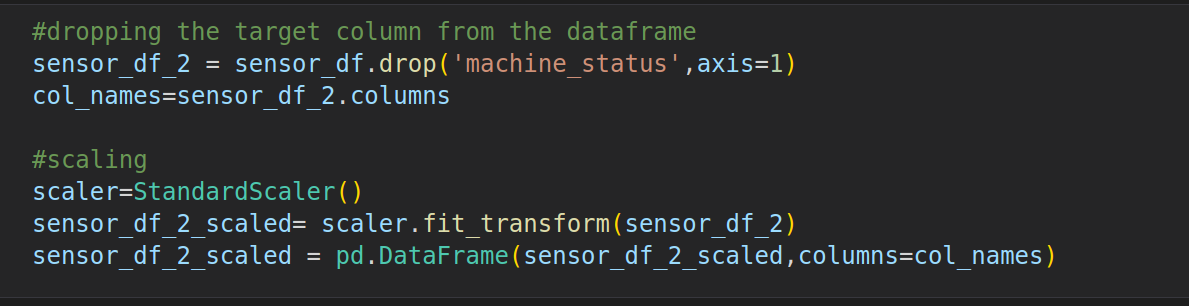 #dropping the target column from the dataframe
sensor_df_2 = sensor_df.drop('machine_status',axis=1)
col_names=sensor_df_2.columns
#scaling
scaler=StandardScaler()
sensor_df_2_scaled= scaler.fit_transform(sensor_df_2)
sensor_df_2_scaled = pd.DataFrame(sensor_df_2_scaled,columns=col_names)